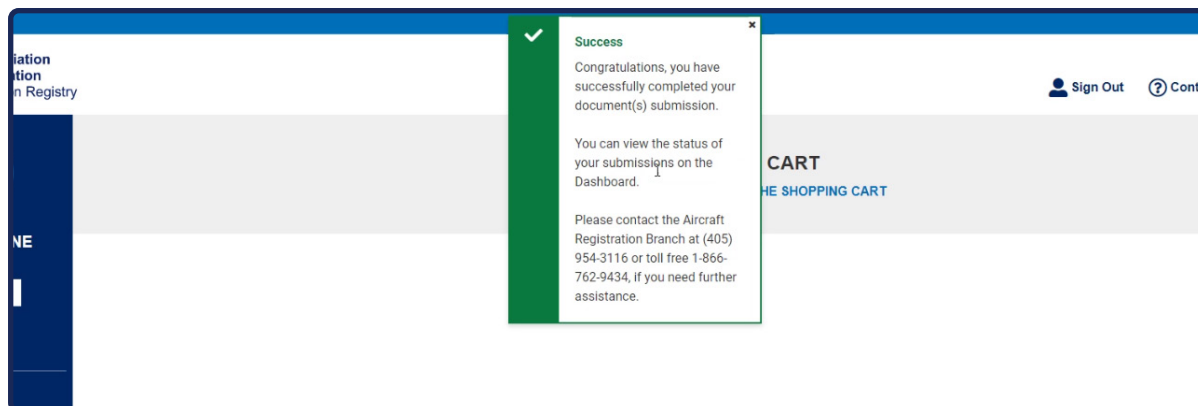 iation
tion
n Registry
Success
Congratulations, you have
successfully completed your
document(s) submission.
You can view the status of
your submissions on the
Dashboard.
Please contact the Aircraft
Registration Branch at (405)
954-3116 or toll free 1-866-
762-9434, if you need further
assistance.
Sign Out
Cont
CART
HE SHOPPING CART
NE